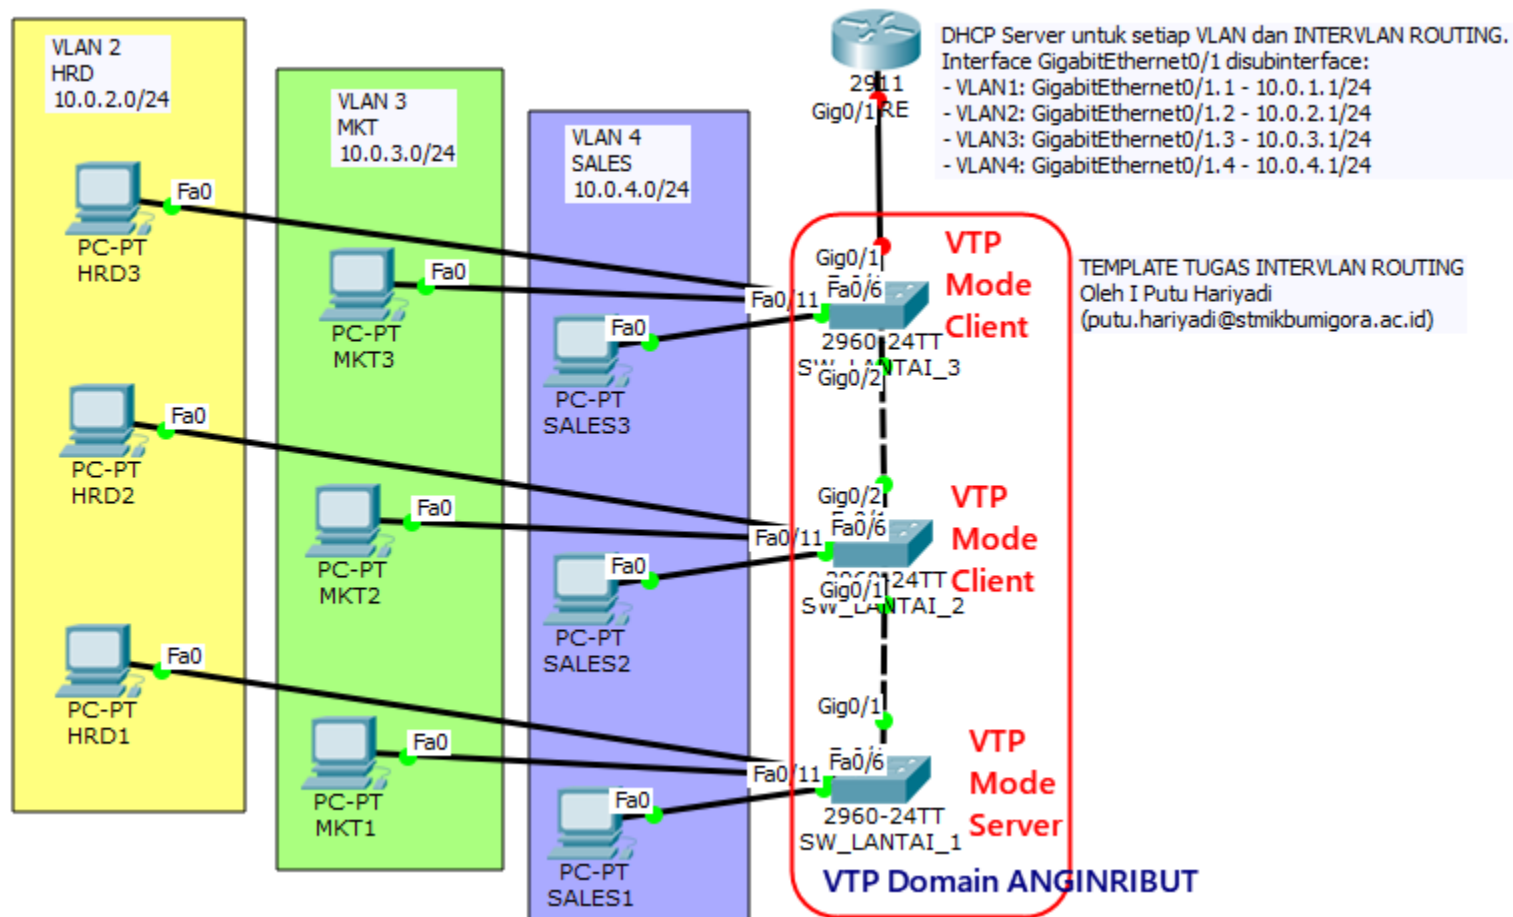 VLAN 2
HRD
10.0.2.0/24
VLAN 3
MKT
10.0.3.0/24
VLAN 4
SALES
10.0.4.0/24
2911
Gig0/1
RE
DHCP Server untuk setiap VLAN dan INTERVLAN ROUTING.
Interface GigabitEthernet0/1 disubinterface:
- VLAN1: GigabitEthernet0/1.1 - 10.0.1.1/24
- VLAN2: GigabitEthernet0/1.2 - 10.0.2.1/24
- VLAN3: GigabitEthernet0/1.3 - 10.0.3.1/24
- VLAN4: GigabitEthernet0/1.4 - 10.0.4.1/24
TEMPLATE TUGAS INTERVLAN ROUTING
Oleh I Putu Hariyadi
(putu.hariyadi@stmikbumigora.ac.id)
Fa0
PC-PT
HRD3
Fa0
PC-PT
MKT3
Fa0
PC-PT
SALES3
Gig0/1
Fa0/11
Fa0/6
2960-24TT
SW_LANTAI_3
Gig0/2
VTP
Mode
Client
Fa0
PC-PT
HRD2
Fa0
PC-PT
MKT2
Fa0
PC-PT
SALES2
Gig0/2
Fa0/11
Fa0/6
2960-24TT
Gig0/1
SW_LANTAI_2
VTP
Mode
Client
Fa0
PC-PT
HRD1
Fa0
PC-PT
MKT1
Fa0
PC-PT
SALES1
Gig0/1
Fa0/11
Fa0/6
2960-24TT
SW_LANTAI_1
VTP
Mode
Server
VTP Domain ANGINRIBUT